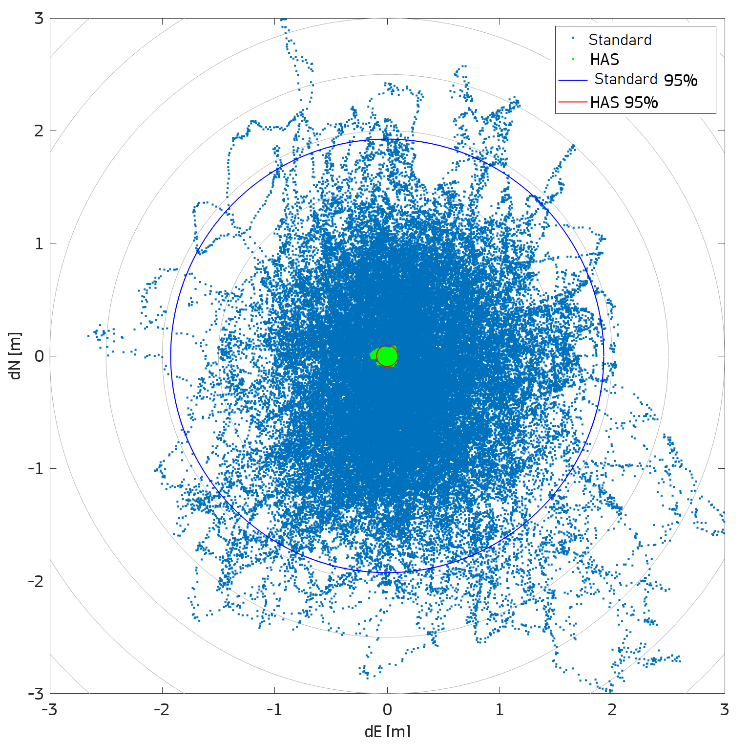 Standard
HAS
Standard 95%
HAS 95%
3
2
1
0
-1
-2
-3
dN [m]
-3 -2 -1 0 1 2 3
dE [m]